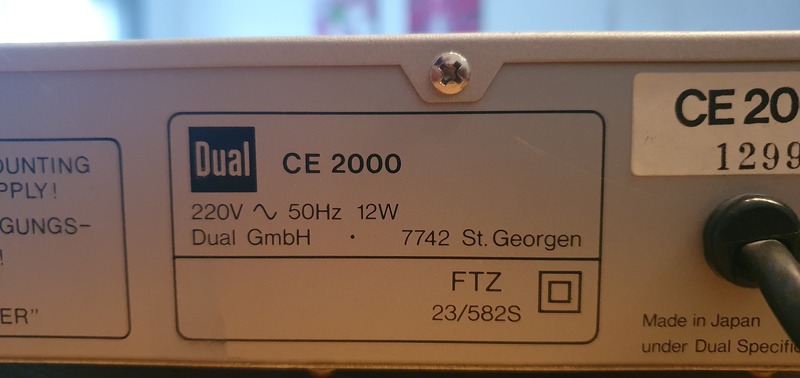 OUNTING
PPLY!
GUNGS-
!
ER"
Dual CE 2000
220V ∿ 50Hz 12W
Dual GmbH · 7742 St. Georgen
FTZ
23/582S
CE 20
1299
Made in Japan
under Dual Specific